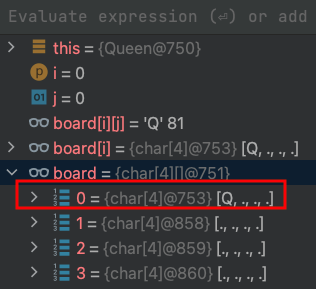 Evaluate expression (⏎) or add
this = {Queen@750}
p i = 0
01 j = 0
board[i][j] = 'Q' 81
board[i] = {char[4]@753} [Q, ., ., .]
board = {char[4][]@751}
0 = {char[4]@753} [Q, ., ., .]
1 = {char[4]@858} [., ., ., .]
2 = {char[4]@859} [., ., ., .]
3 = {char[4]@860} [., ., ., .]